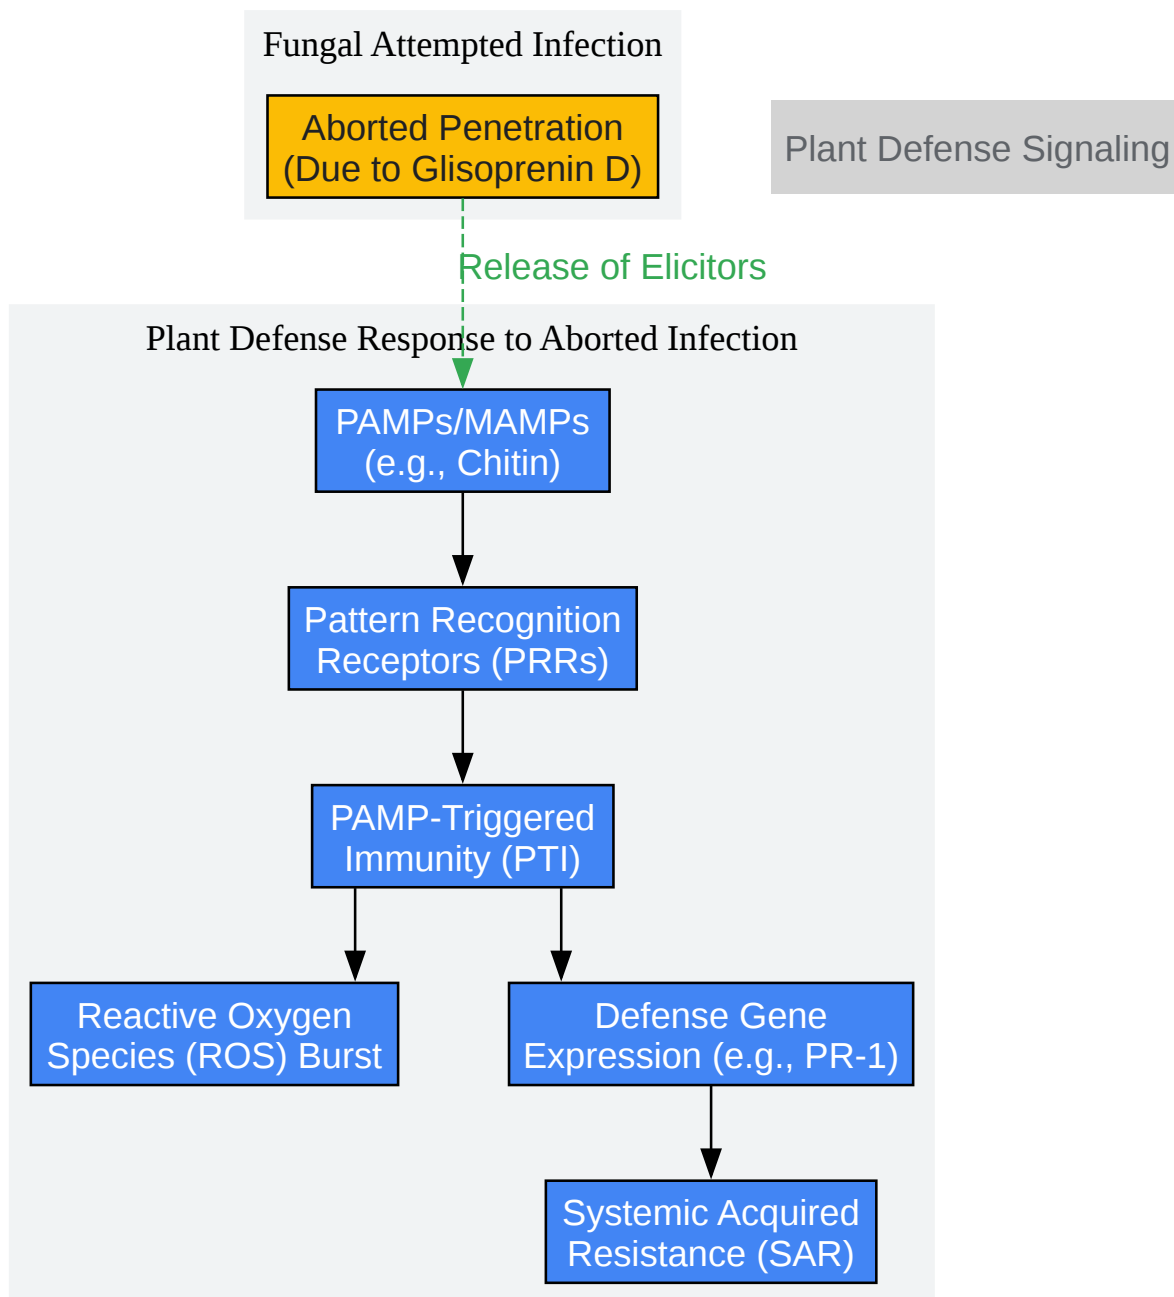 Fungal Attempted Infection
Aborted Penetration
(Due to Glisoprenin D)
Plant Defense Signaling
Release of Elicitors
Plant Defense Response to Aborted Infection
PAMPs/MAMPs
(e.g., Chitin)
Pattern Recognition
Receptors (PRRs)
PAMP-Triggered
Immunity (PTI)
Reactive Oxygen
Species (ROS) Burst
Defense Gene
Expression (e.g., PR-1)
Systemic Acquired
Resistance (SAR)